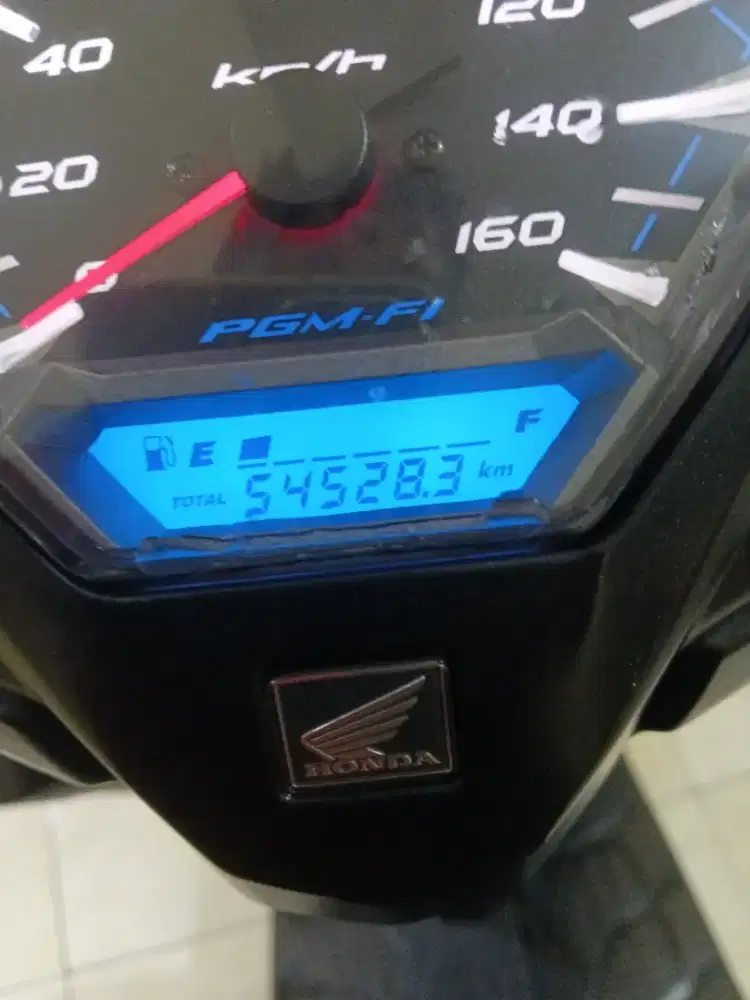 120
40
km/h
140
20
160
0
PGM-FI
E F
TOTAL 54528.3 km
HONDA